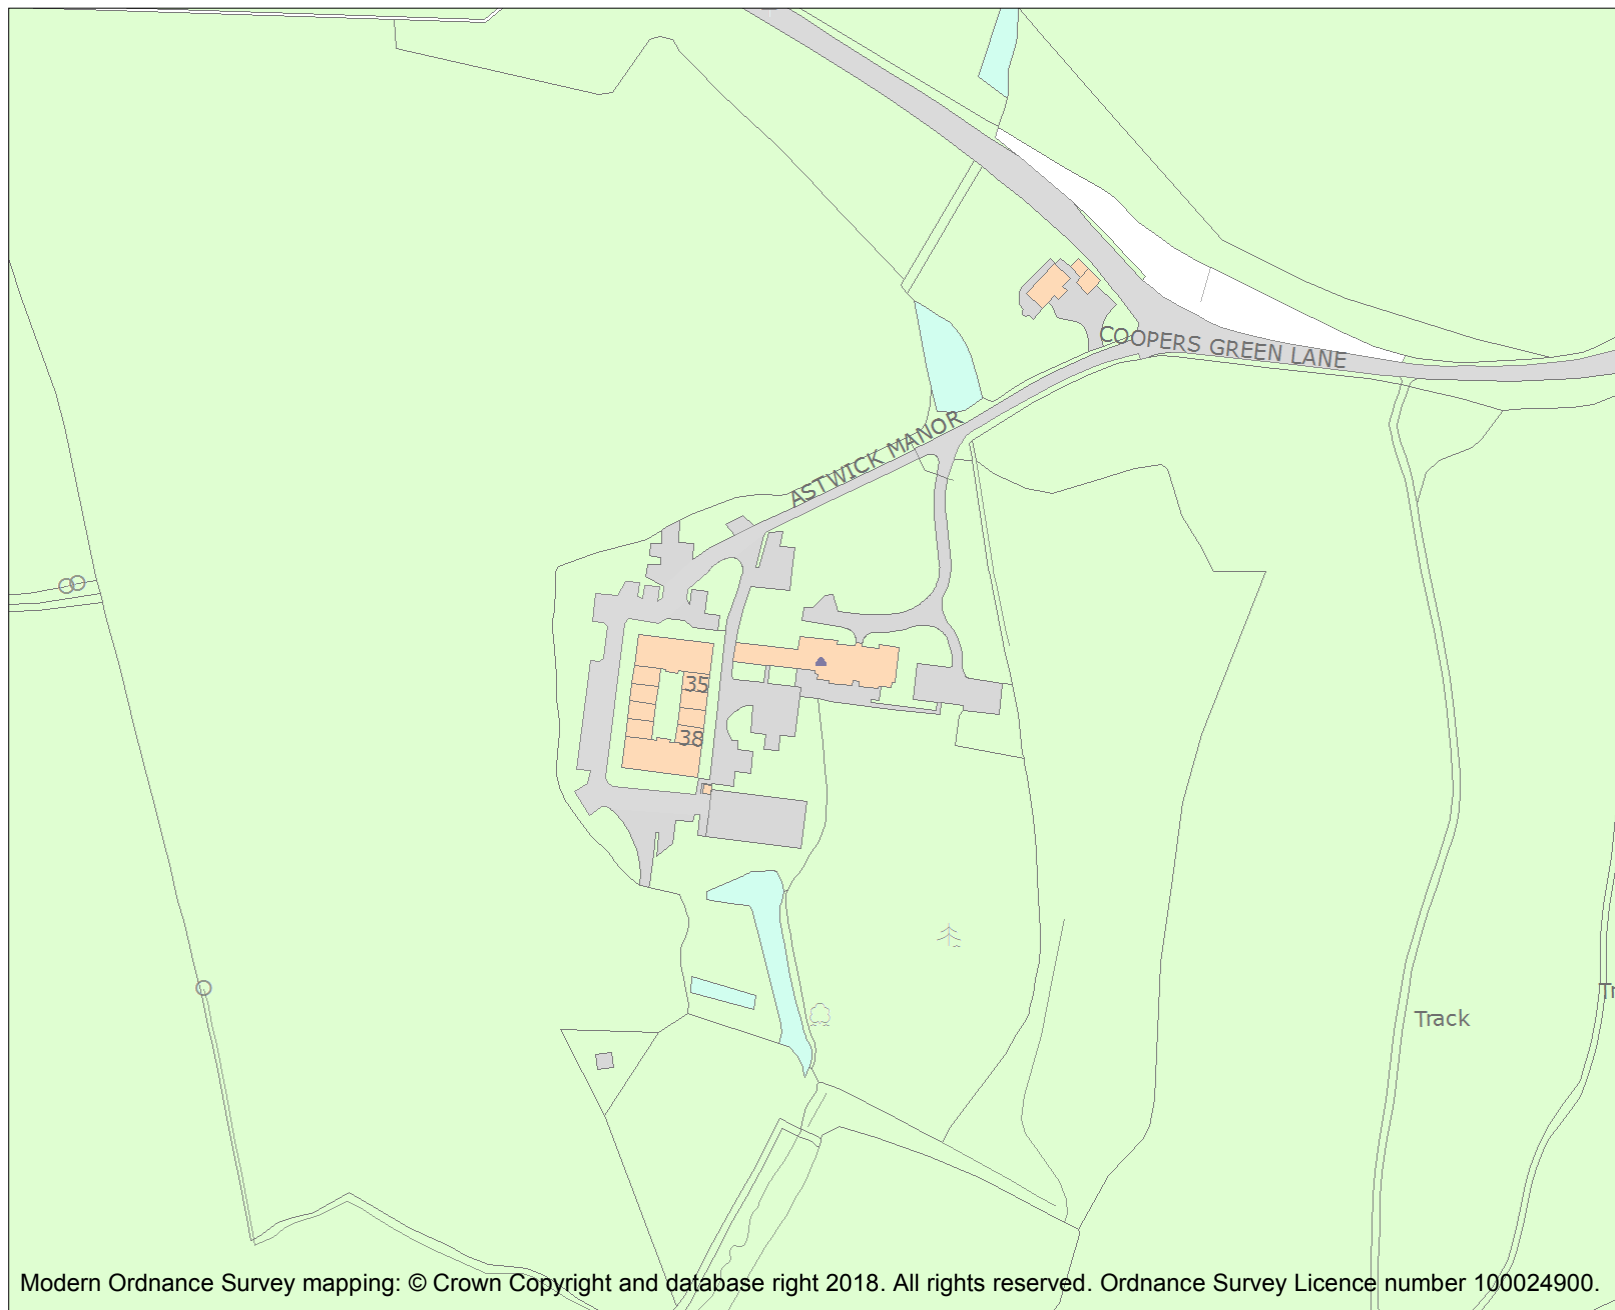 COOPERS GREEN LANE
ASTWICK MANOR
35
38
Track
Modern Ordnance Survey mapping: © Crown Copyright and database right 2018. All rights reserved. Ordnance Survey Licence number 100024900.